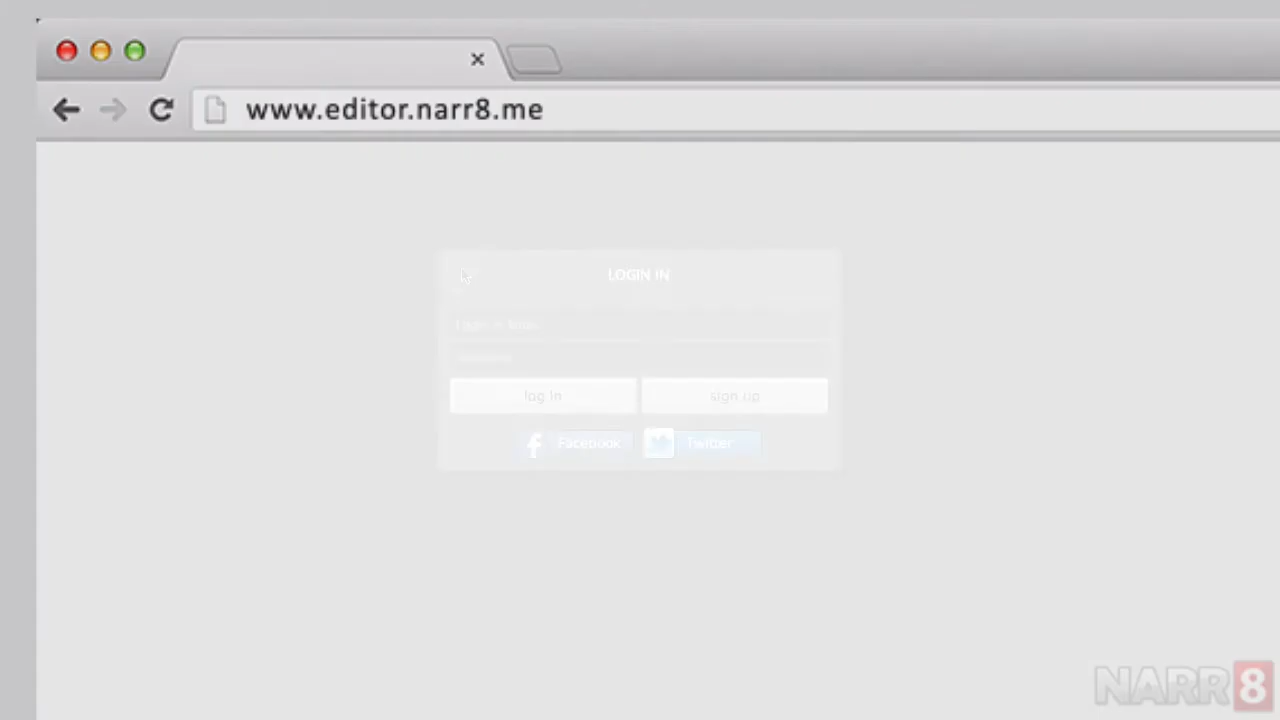 www.editor.narr8.me
LOGIN IN
log in sign up
Facebook Twitter
NARR8